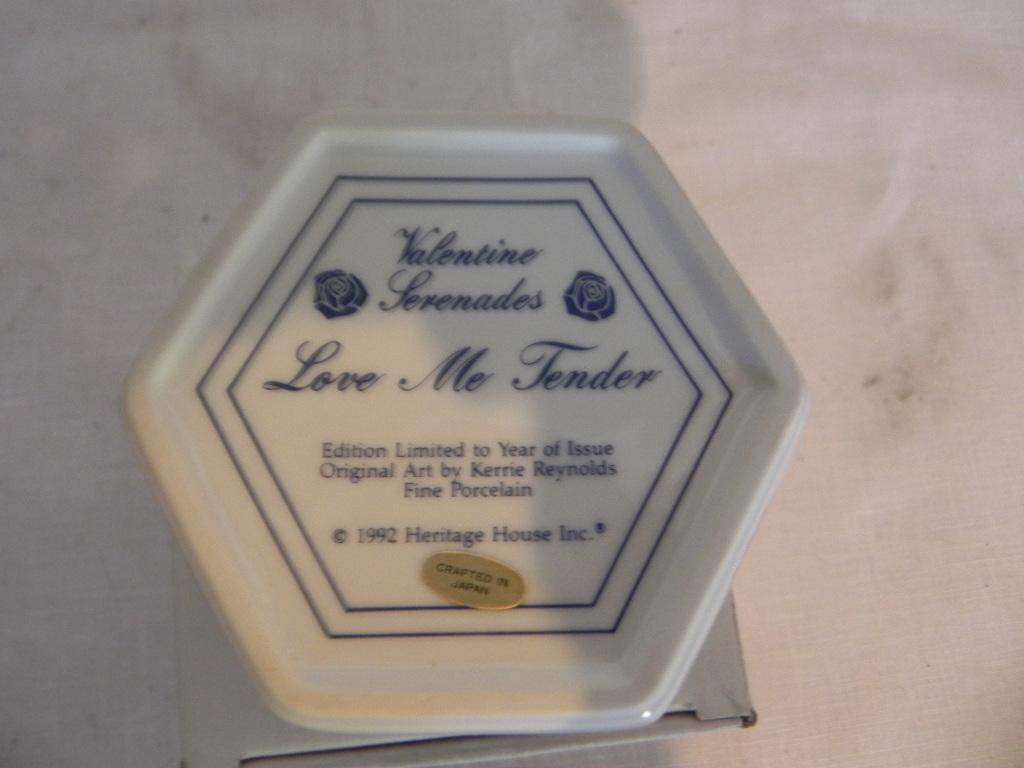 Valentine
Serenades
Love Me Tender
Edition Limited to Year of Issue
Original Art by Kerrie Reynolds
Fine Porcelain
© 1992 Heritage House Inc.®
CRAFTED IN
JAPAN